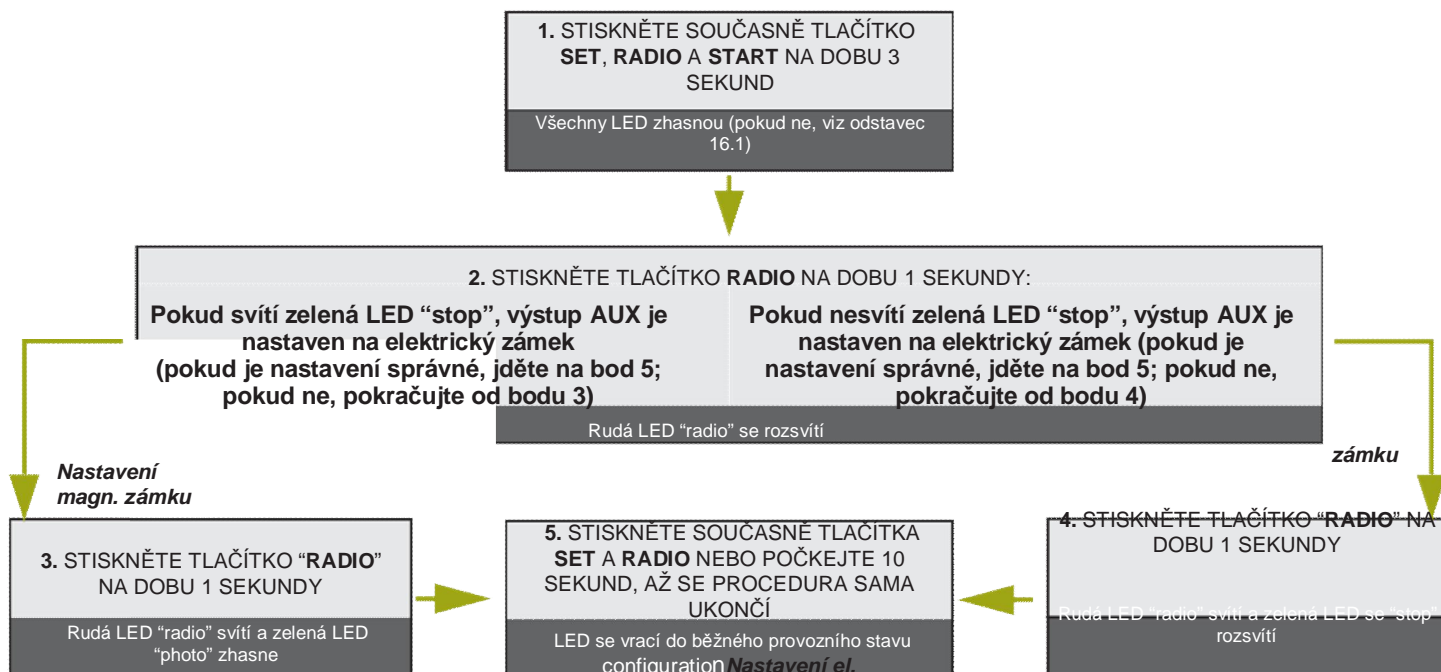 1. STISKNĚTE SOUČASNĚ TLAČÍTKO
SET, RADIO A START NA DOBU 3
SEKUND
Všechny LED zhasnou (pokud ne, viz odstavec
16.1)
2. STISKNĚTE TLAČÍTKO RADIO NA DOBU 1 SEKUNDY:
Pokud svítí zelená LED “stop”, výstup AUX je
nastaven na elektrický zámek
(pokud je nastavení správné, jděte na bod 5;
pokud ne, pokračujte od bodu 3)
Pokud nesvítí zelená LED “stop”, výstup AUX je
nastaven na elektrický zámek (pokud je
nastavení správné, jděte na bod 5; pokud ne,
pokračujte od bodu 4)
Rudá LED “radio” se rozsvítí
Nastavení
magn. zámku
zámku
3. STISKNĚTE TLAČÍTKO “RADIO”
NA DOBU 1 SEKUNDY
Rudá LED “radio” svítí a zelená LED
“photo” zhasne
5. STISKNĚTE SOUČASNĚ TLAČÍTKA
SET A RADIO NEBO POČKEJTE 10
SEKUND, AŽ SE PROCEDURA SAMA
UKONČÍ
LED se vrací do běžného provozního stavu
configuration Nastavení el.
4. STISKNĚTE TLAČÍTKO “RADIO” NA
DOBU 1 SEKUNDY
Rudá LED “radio” svítí a zelená LED se “stop”
rozsvítí